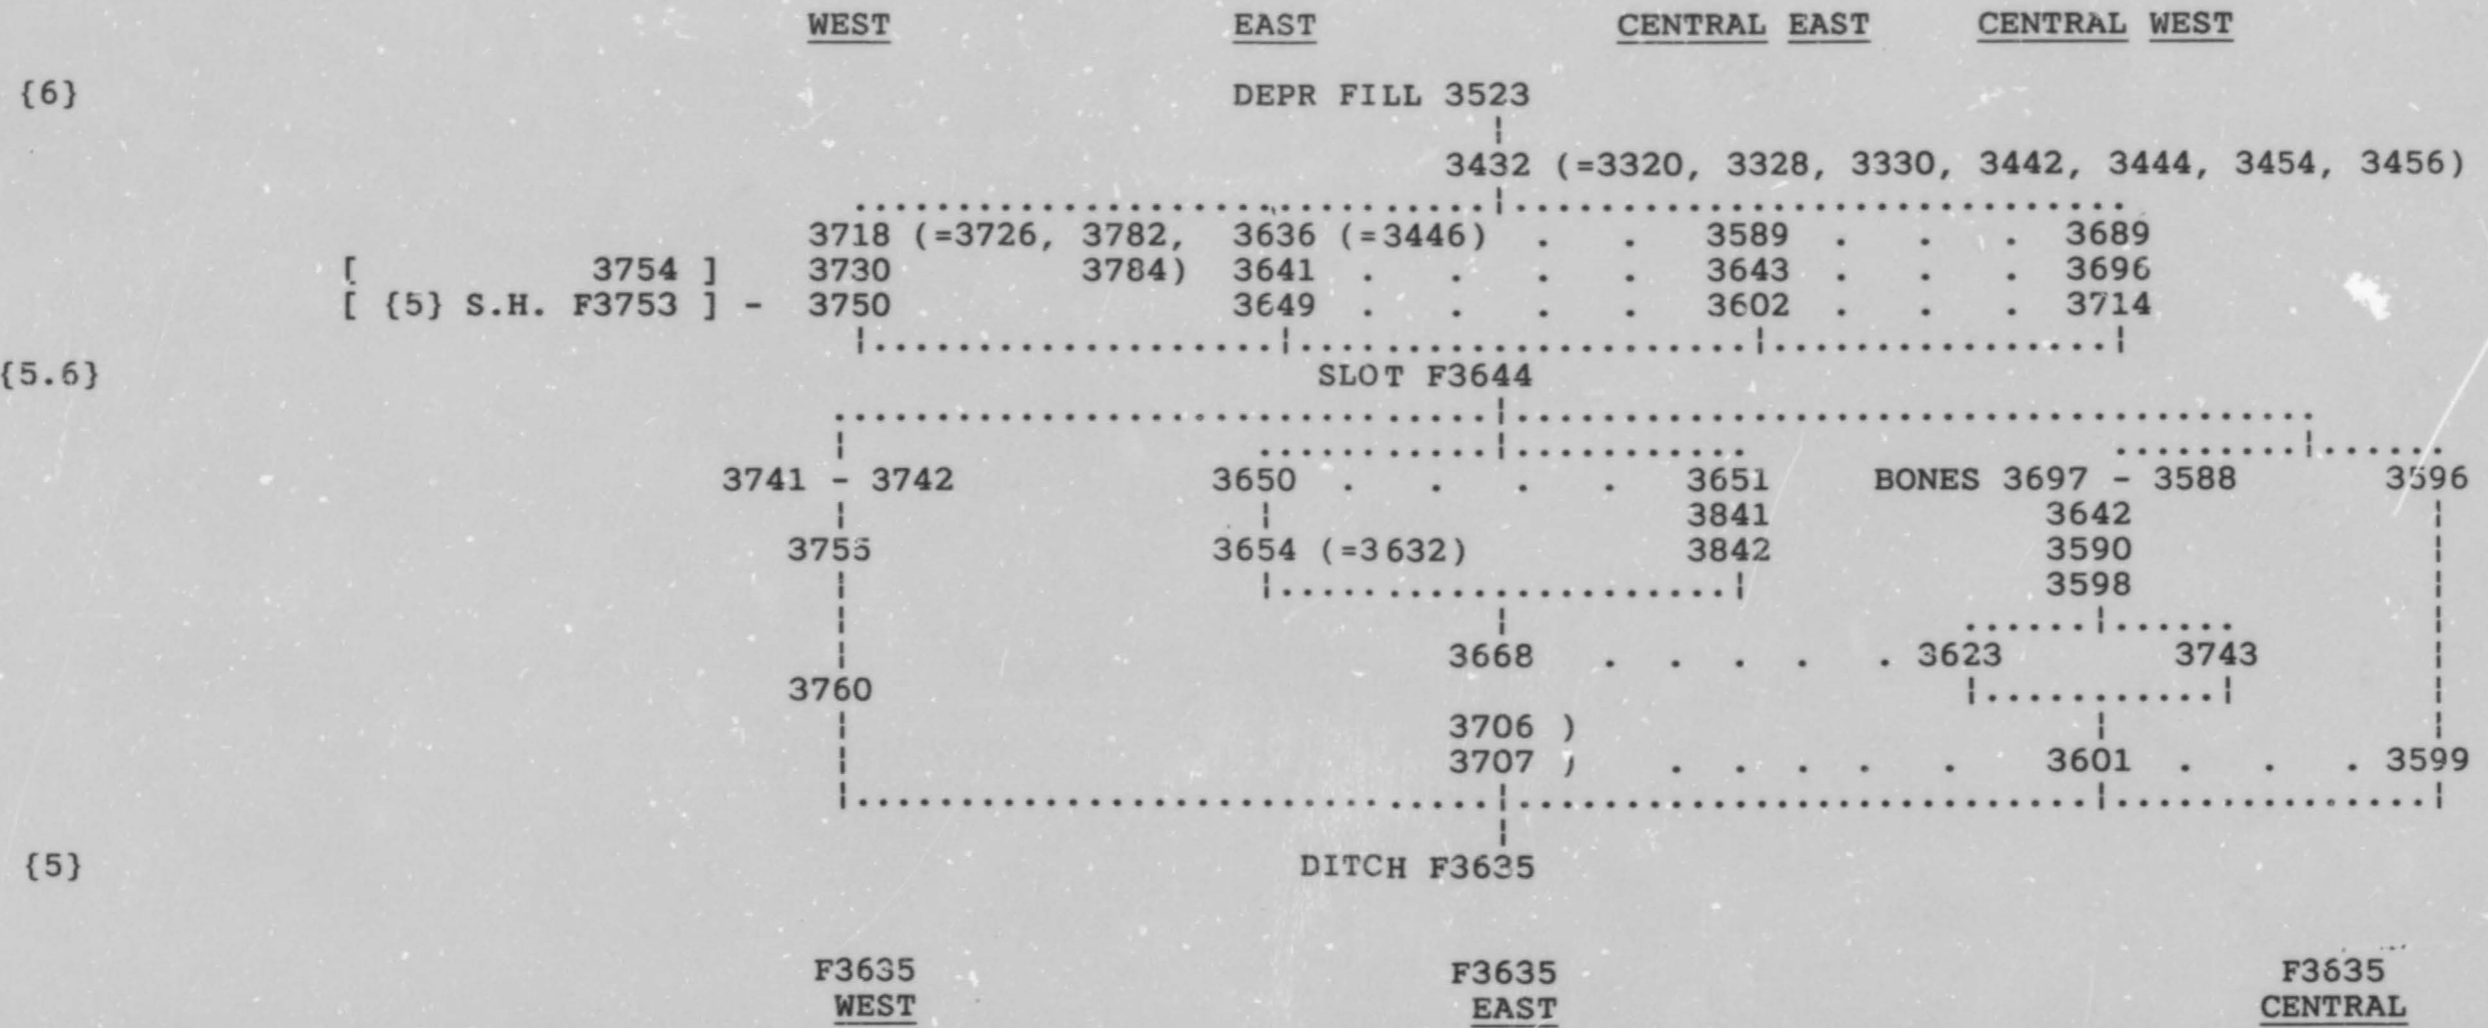 WEST EAST CENTRAL EAST CENTRAL WEST
{6} DEPR FILL 3523
3432 (=3320, 3328, 3330, 3442, 3444, 3454, 3456)
3718 (=3726, 3782, 3636 (=3446) . . 3589 . . . 3689
[ 3754 ] 3730 3784) 3641 . . . . 3643 . . . 3696
[ {5} S.H. F3753 ] - 3750 3649 . . . . 3602 . . . 3714
{5.6} SLOT F3644
3741 - 3742 3650 . . . . 3651 BONES 3697 - 3588 3596
3841 3642
3755 3654 (=3632) 3842 3590
3598
3668 . . . . . 3623 3743
3760
3706 )
3707 ) . . . . . 3601 . . . 3599
{5} DITCH F3635
F3635 F3635 F3635
WEST EAST CENTRAL